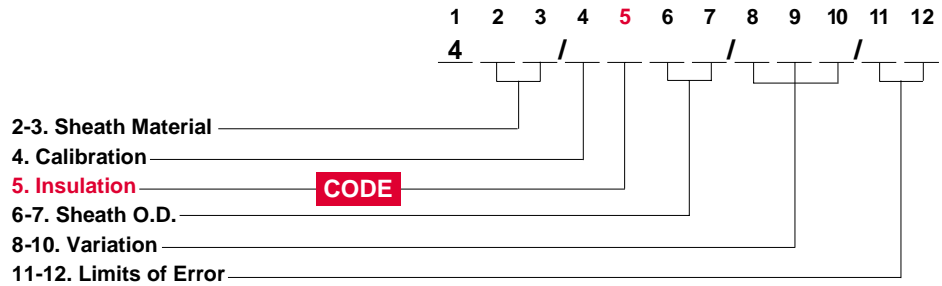 1 2 3 4 5 6 7 8 9 10 11 12
4 / / /
2-3. Sheath Material
4. Calibration
5. Insulation CODE
6-7. Sheath O.D.
8-10. Variation
11-12. Limits of Error